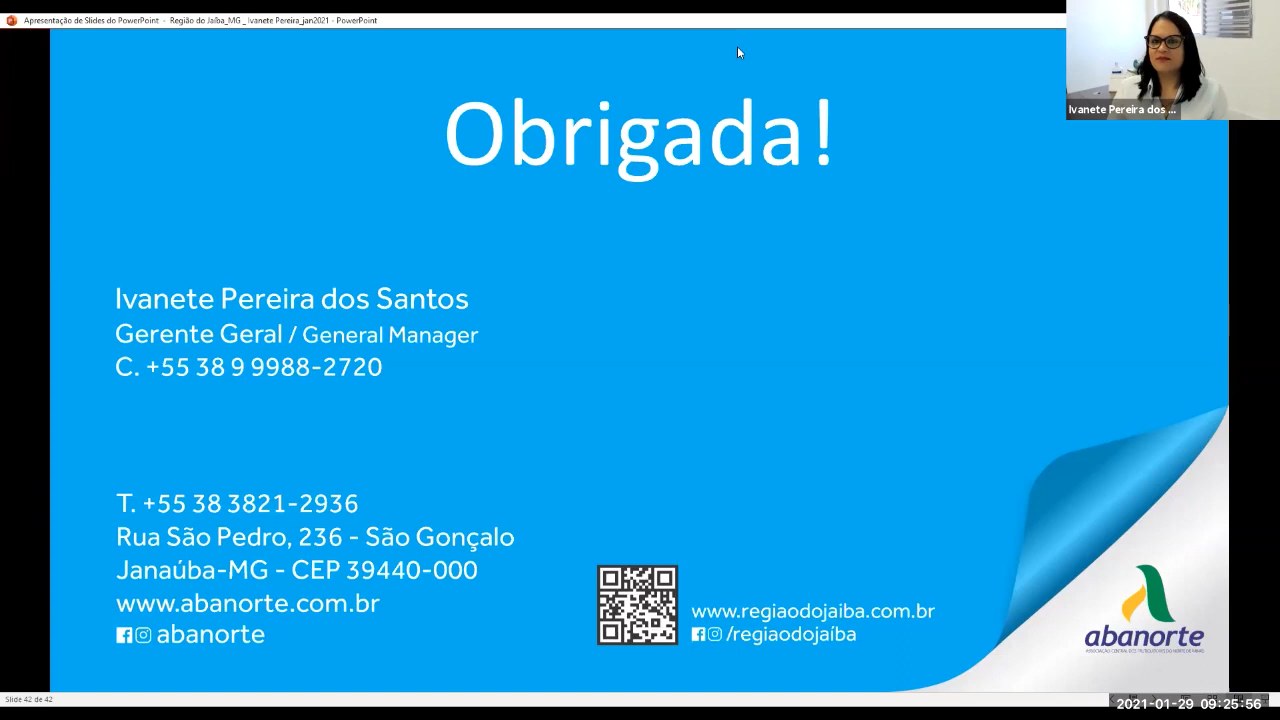 Apresentação de Slides do PowerPoint - Região do Jaíba_MG _ Ivanete Pereira_jan2021 - PowerPoint
Ivanete Pereira dos ...
Obrigada!
Ivanete Pereira dos Santos
Gerente Geral / General Manager
C. +55 38 9 9988-2720
T. +55 38 3821-2936
Rua São Pedro, 236 - São Gonçalo
Janaúba-MG - CEP 39440-000
www.abanorte.com.br
abanorte
www.regiaodojaiba.com.br
/regiaodojaíba
abanorte
Slide 42 de 42
2021-01-29 09:25:56